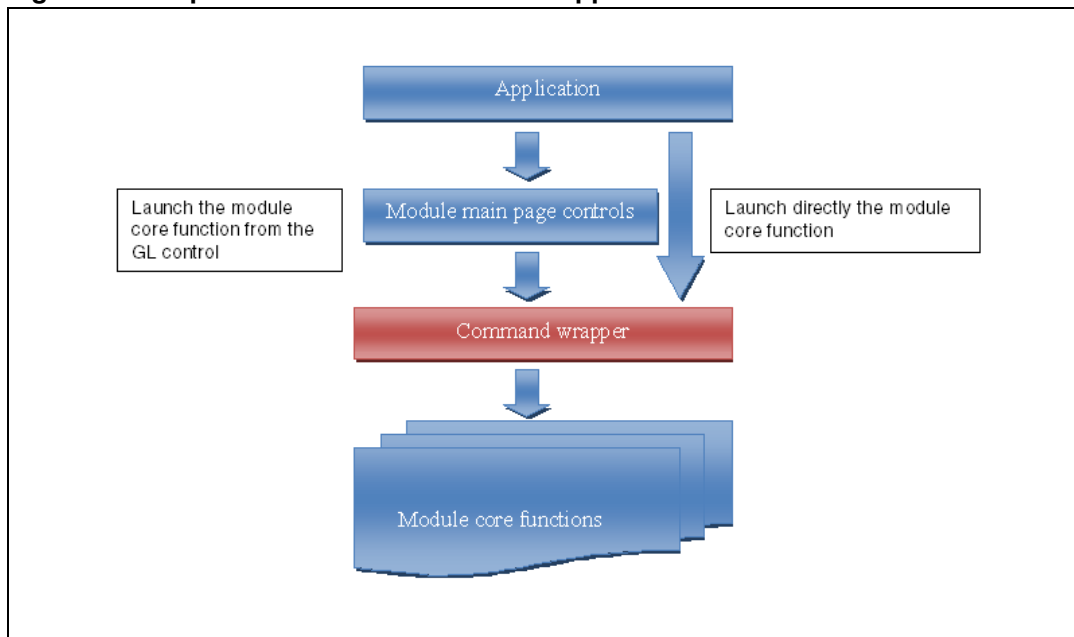 Application
Launch the module
core function from the
GL control
Module main page controls
Launch directly the module
core function
Command wrapper
Module core functions